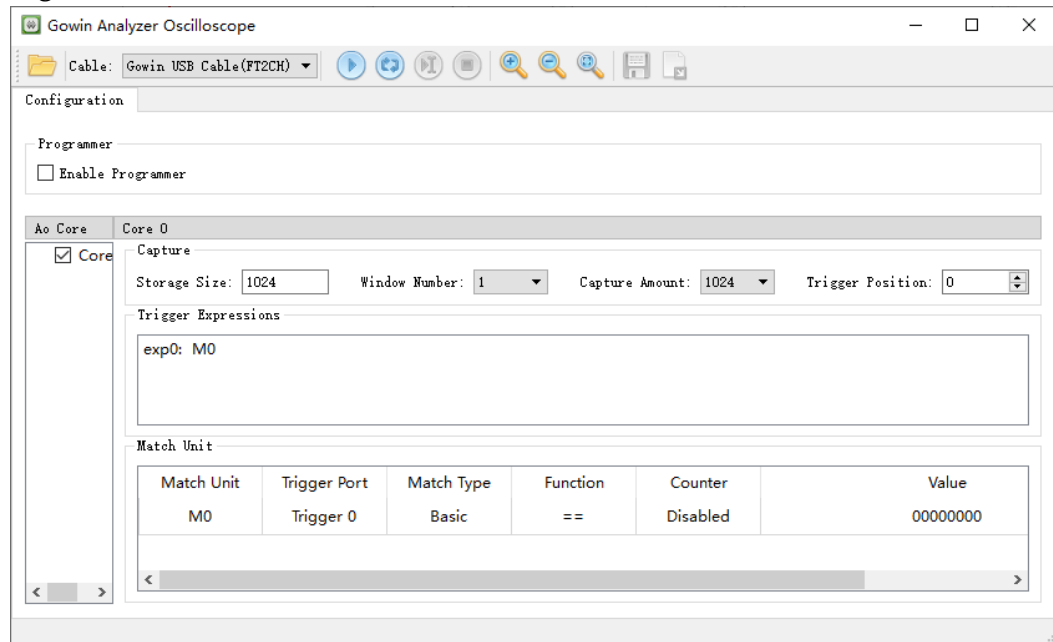 Gowin Analyzer Oscilloscope
Cable: Gowin USB Cable(FT2CH)
Configuration
Programmer
Enable Programmer
Ao Core Core 0
Core
Capture
Storage Size: 1024 Window Number: 1 Capture Amount: 1024 Trigger Position: 0
Trigger Expressions
exp0: M0
Match Unit
Match Unit Trigger Port Match Type Function Counter Value
M0 Trigger 0 Basic == Disabled 00000000